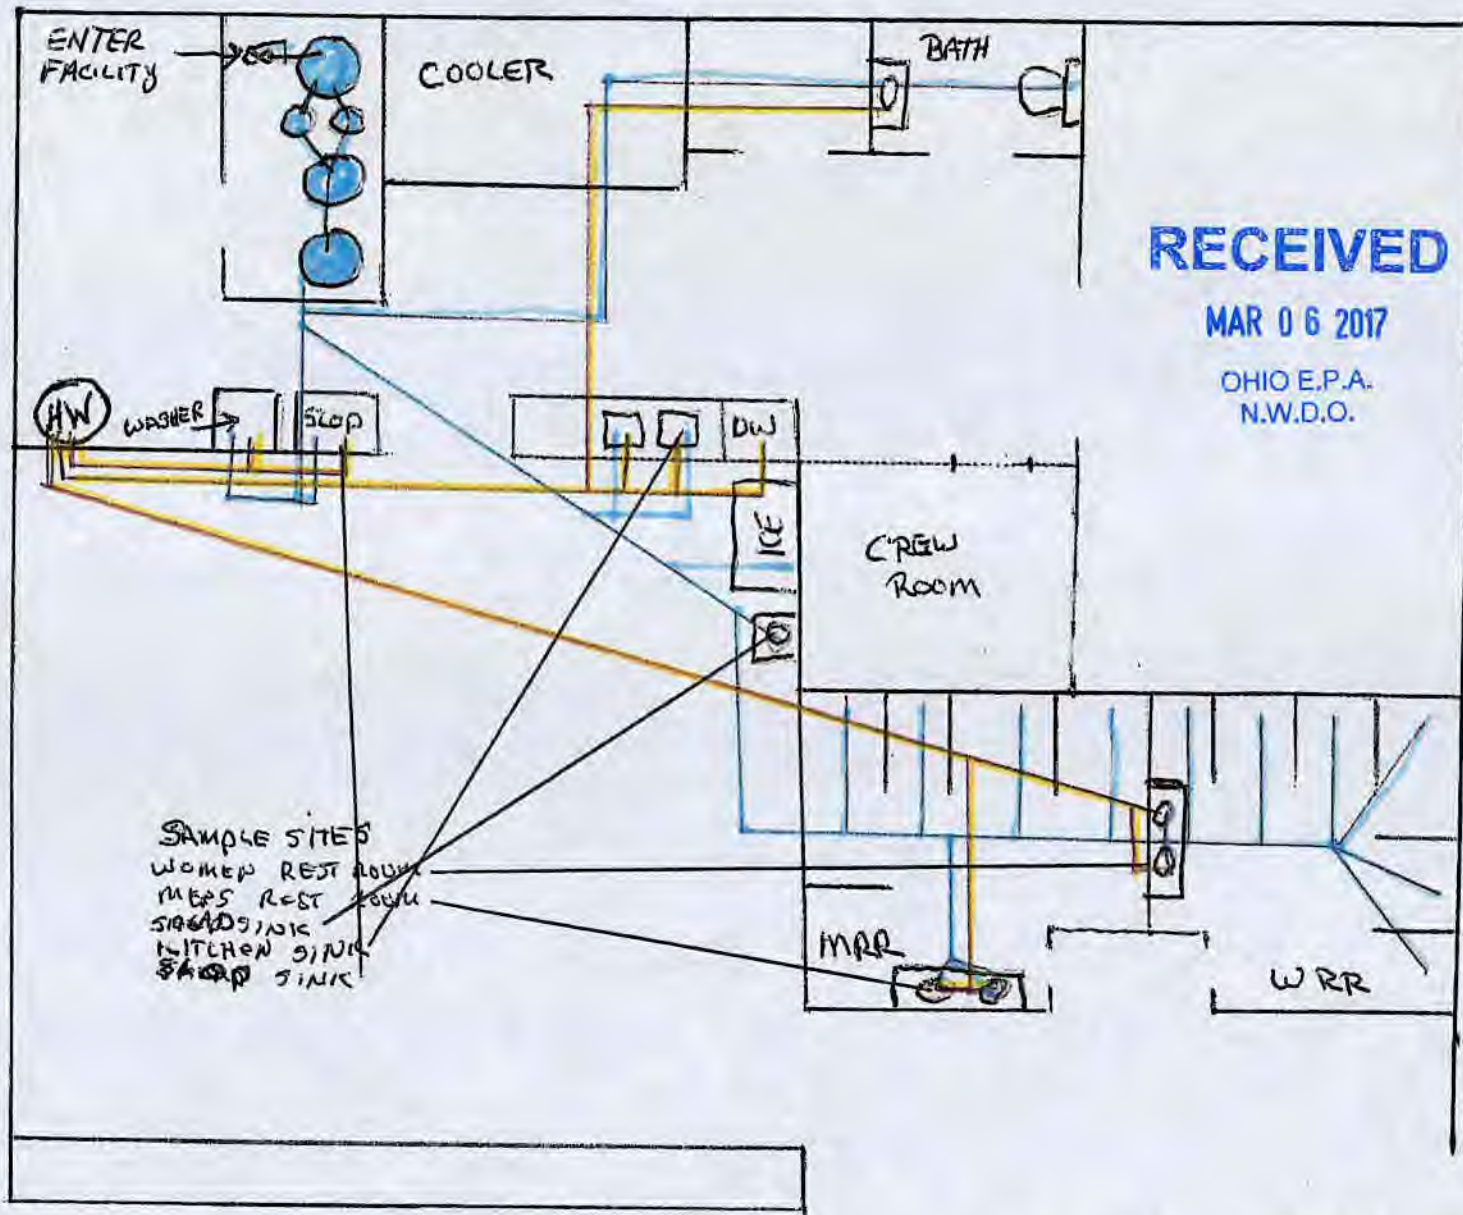 ENTER
FACILITY
COOLER
BATH
RECEIVED
MAR 06 2017
OHIO E.P.A.
N.W.D.O.
HW
WASHER
SLOP
DW
ICE
CREW
ROOM
SAMPLE SITES
WOMEN REST ROOM
MENS REST ROOM
SINK
KITCHEN SINK
SINK
MRR
WRR